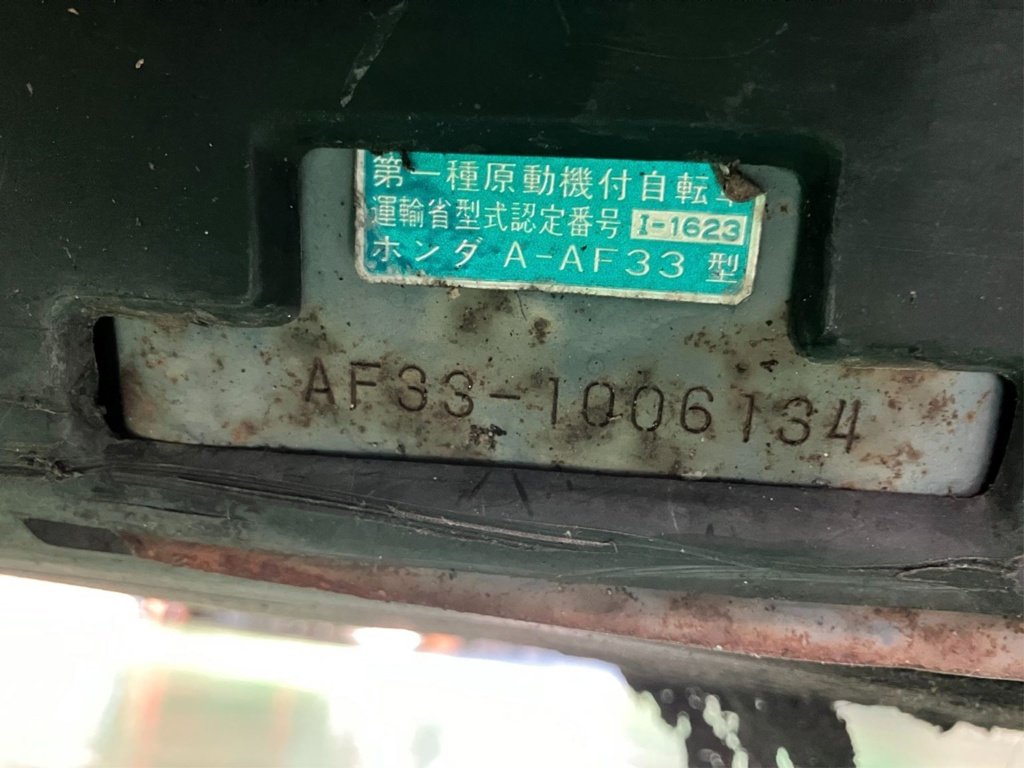 第一種原動機付自転車
運輸省型式認定番号 I-1623
ホンダ A-AF33 型
AF33-1006134